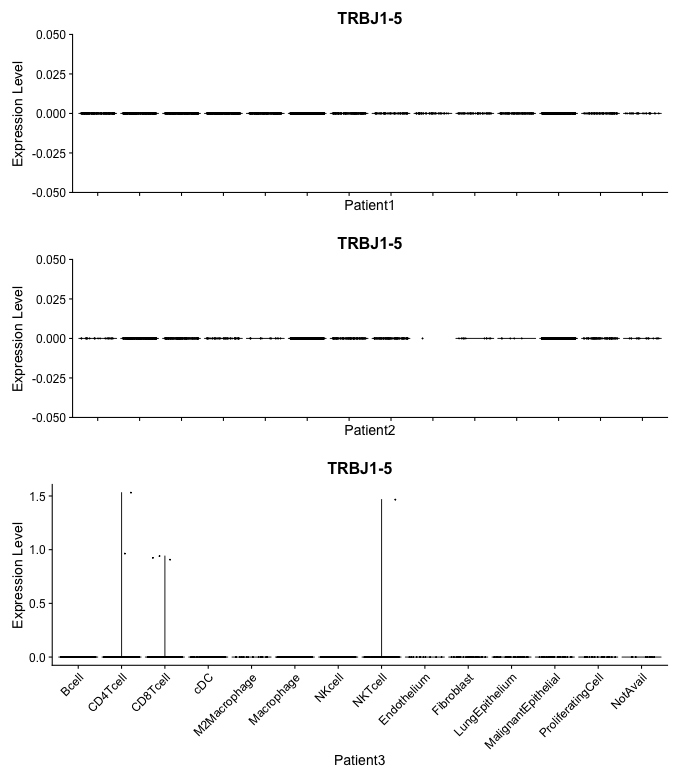 TRBJ1-5
Expression Level
0.050
0.025
0.000
-0.025
-0.050
Patient1
TRBJ1-5
Expression Level
0.050
0.025
0.000
-0.025
-0.050
Patient2
TRBJ1-5
Expression Level
1.5
1.0
0.5
0.0
Bcell
CD4Tcell
CD8Tcell
cDC
M2Macrophage
Macrophage
NKcell
NKTcell
Endothelium
Fibroblast
LungEpithelium
MalignantEpithelial
ProliferatingCell
NotAvail
Patient3